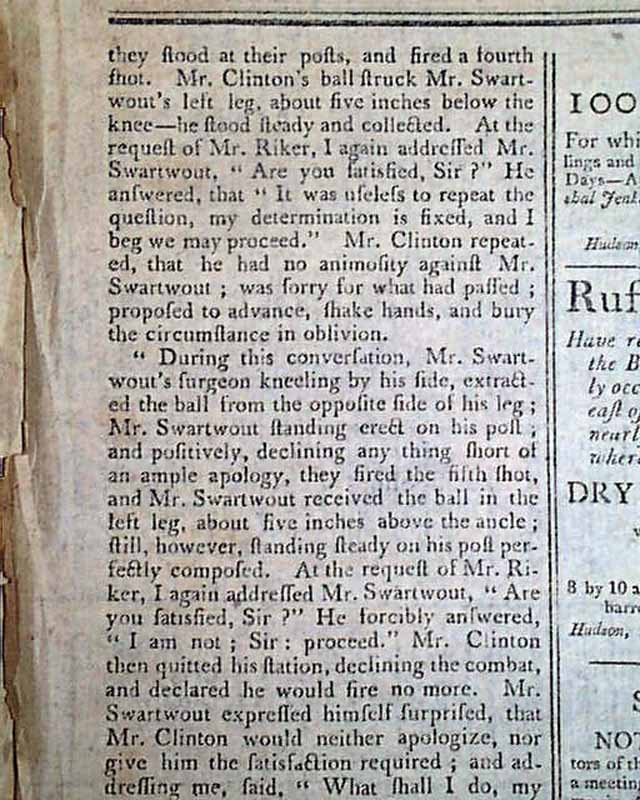 they ſtood at their poſts, and fired a fourth
ſhot. Mr. Clinton's ball ſtruck Mr. Swart-
wout's left leg, about five inches below the
knee—he ſtood ſteady and collected. At the
requeſt of Mr. Riker, I again addreſſed Mr.
Swartwout, “ Are you ſatisfied, Sir ?” He
anſwered, that “ It was uſeleſs to repeat the
queſtion, my determination is fixed, and I
beg we may proceed.” Mr. Clinton repeat-
ed, that he had no animoſity againſt Mr.
Swartwout ; was ſorry for what had paſſed ;
propoſed to advance, ſhake hands, and bury
the circumſtance in oblivion.
“ During this converſation, Mr. Swart-
wout's ſurgeon kneeling by his ſide, extract-
ed the ball from the oppoſite ſide of his leg ;
Mr. Swartwout ſtanding erect on his poſt ;
and poſitively, declining any thing ſhort of
an ample apology, they fired the fifth ſhot,
and Mr. Swartwout received the ball in the
left leg, about five inches above the ancle ;
ſtill, however, ſtanding ſteady on his poſt per-
fectly compoſed. At the requeſt of Mr. Ri-
ker, I again addreſſed Mr. Swartwout, “ Are
you ſatisfied, Sir ?” He forcibly anſwered,
“ I am not ; Sir : proceed.” Mr. Clinton
then quitted his ſtation, declining the combat,
and declared he would fire no more. Mr.
Swartwout expreſſed himſelf ſurpriſed, that
Mr. Clinton would neither apologize, nor
give him the ſatisfaction required ; and ad-
dreſſing me, ſaid, “ What ſhall I do, my
100
For whi
lings and
Days—A
thal Jenk
Hudson,
Ruf
Have re
the B
ly occ
eaſt of
nearl
where
DRY
8 by 10 a
barre
Hudson,
S
NOT
tors of th
a meetin